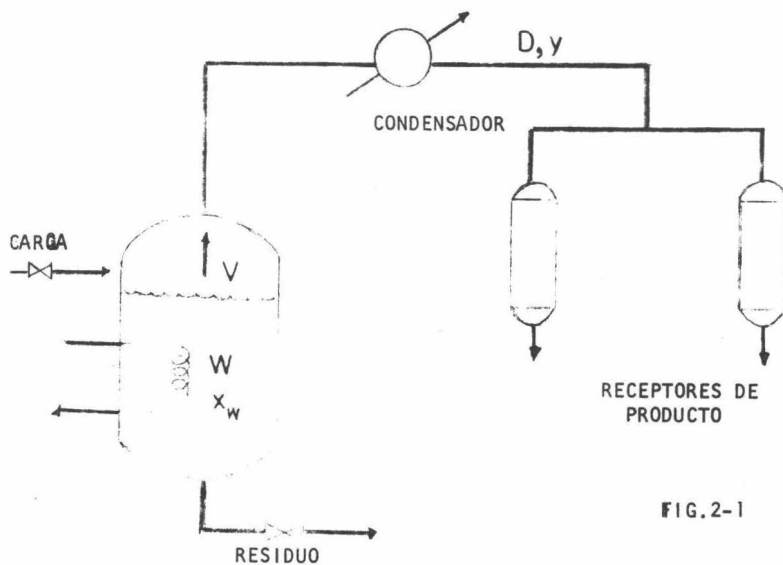 D,y
CONDENSADOR
CARGA
V
W
x_w
RECEPTORES DE
PRODUCTO
FIG.2-1
RESIDUO